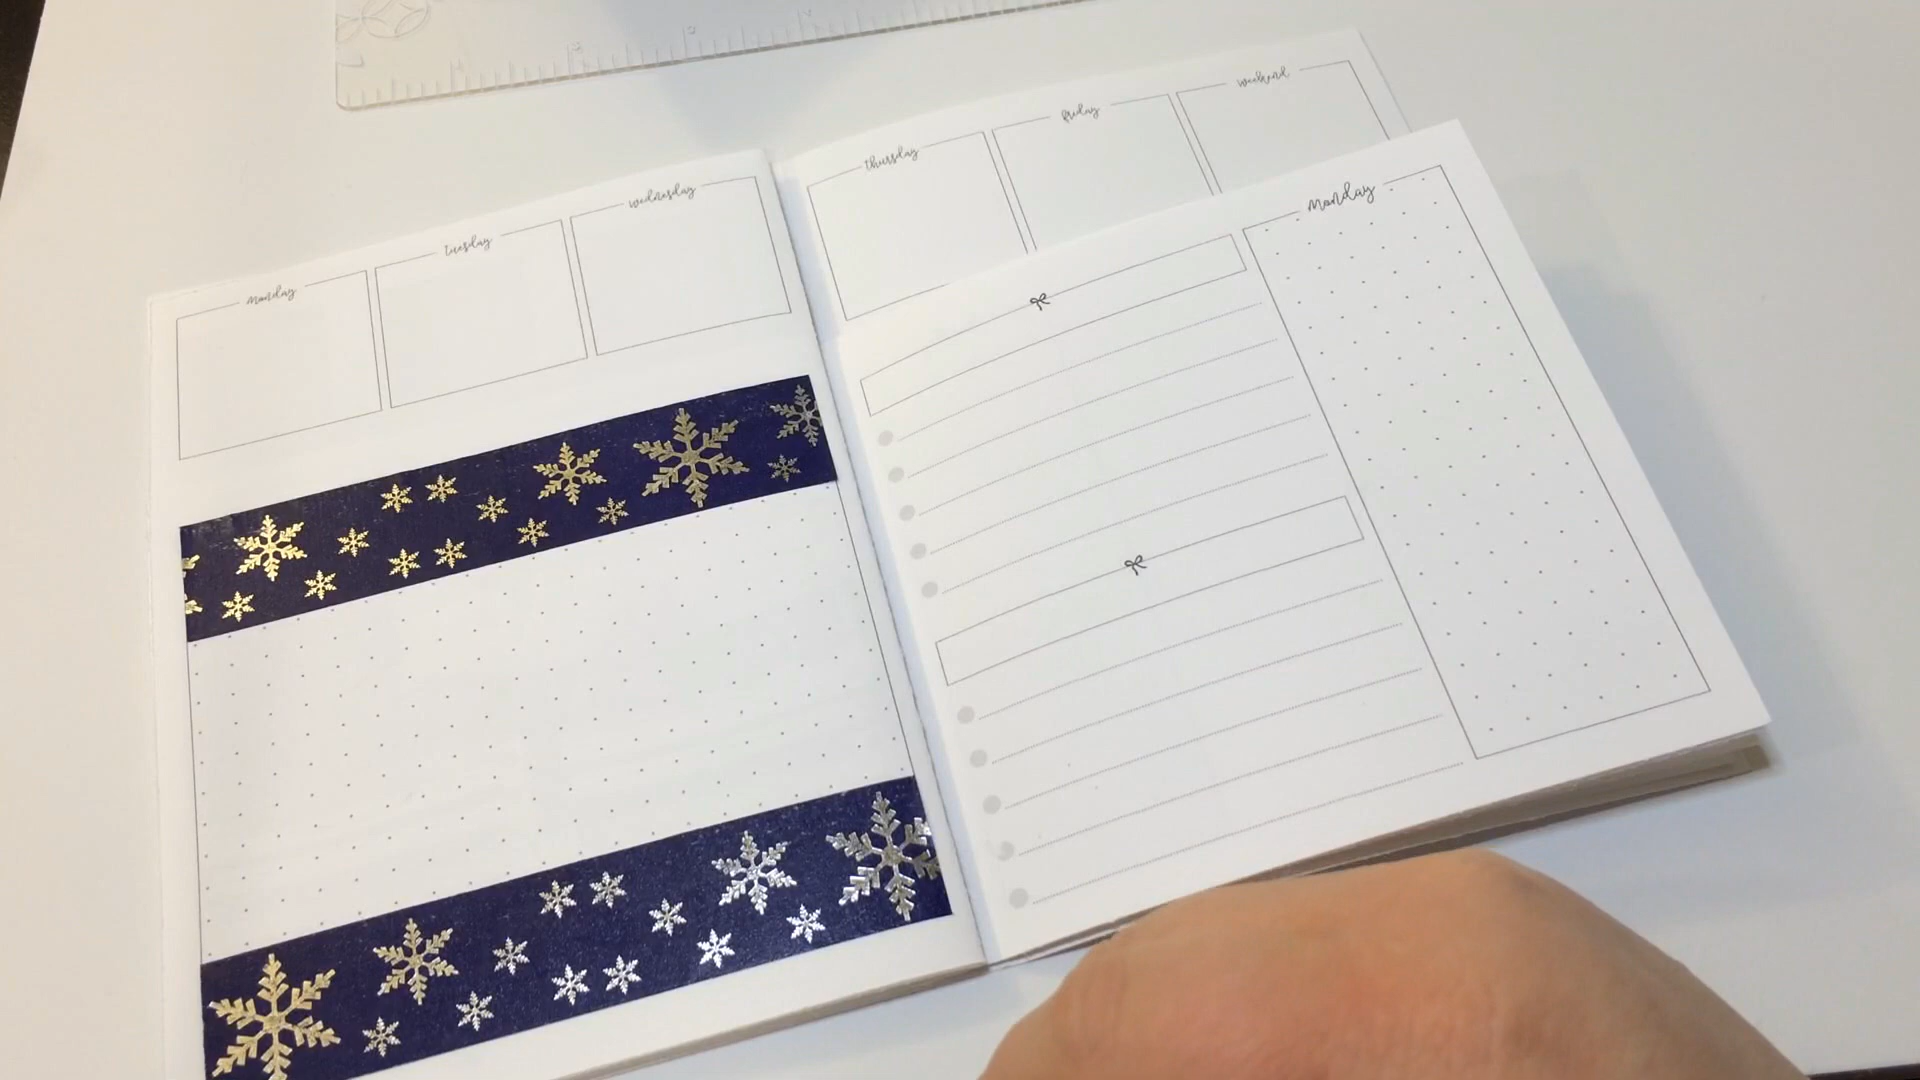 monday
tuesday
wednesday
thursday
friday
weekend
monday